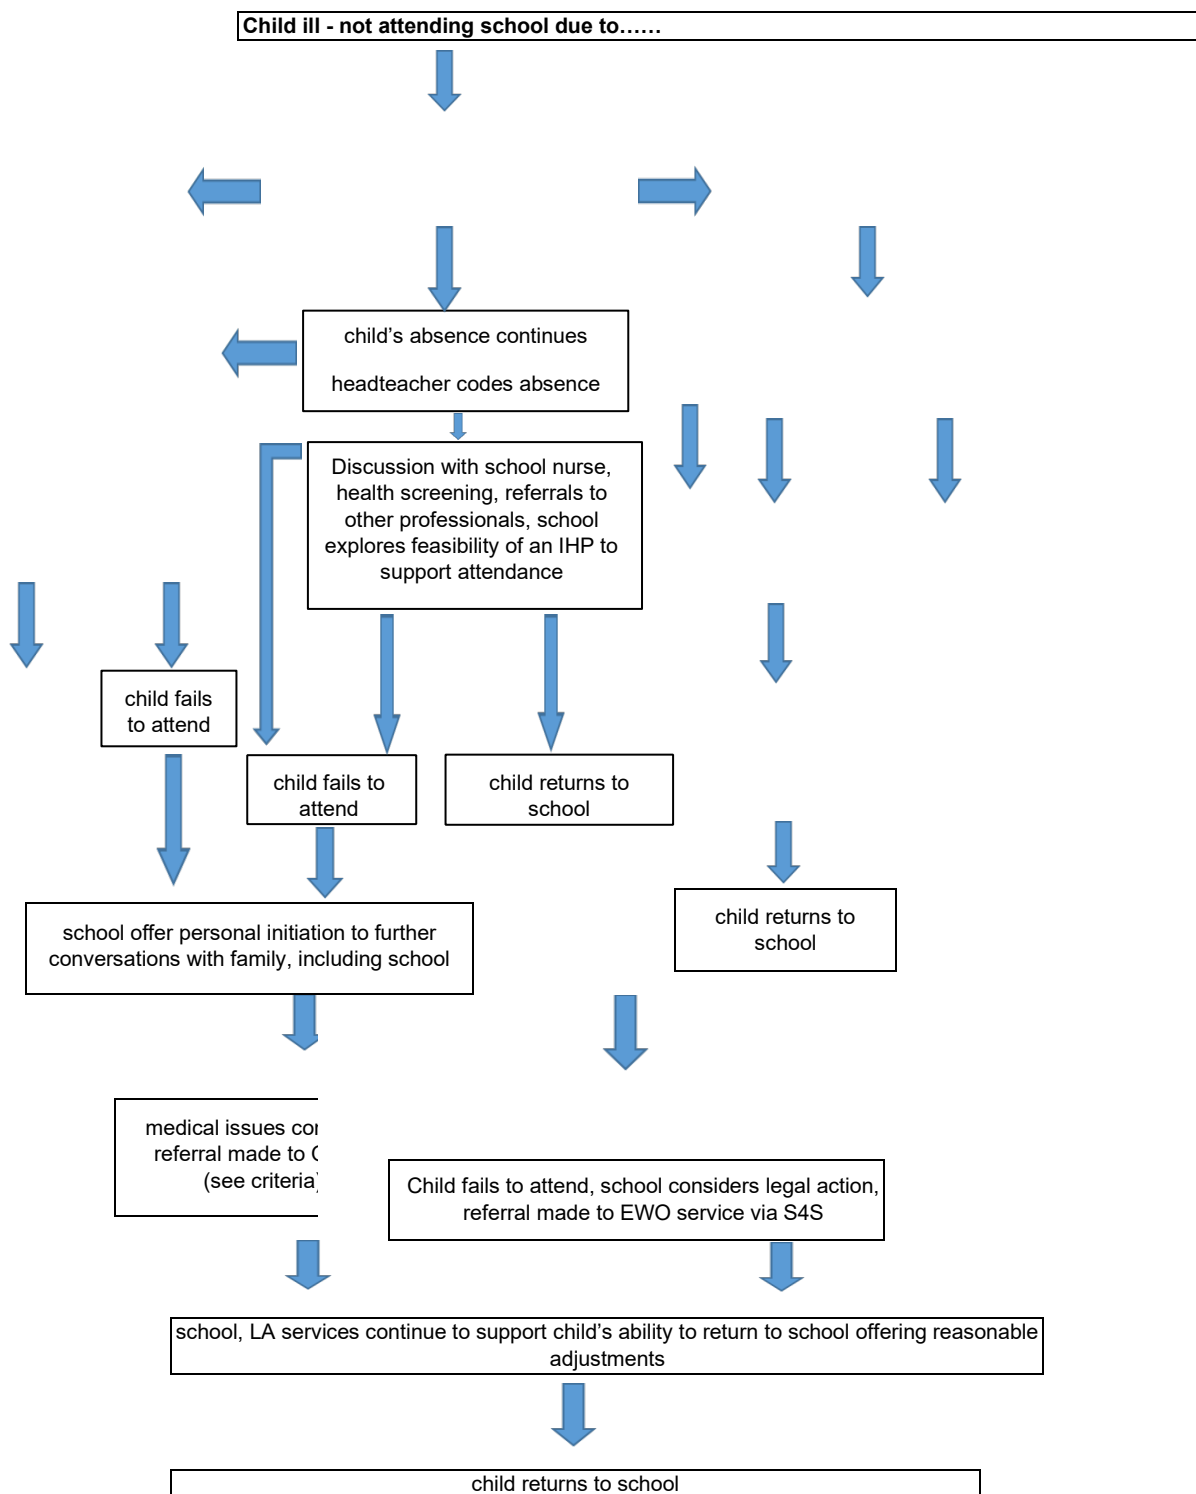 Child ill - not attending school due to……
child’s absence continues
headteacher codes absence
Discussion with school nurse,
health screening, referrals to
other professionals, school
explores feasibility of an IHP to
support attendance
child fails
to attend
child fails to
attend
child returns to
school
school offer personal initiation to further
conversations with family, including school
child returns to
school
medical issues
referral made to
(see criteria)
Child fails to attend, school considers legal action,
referral made to EWO service via S4S
school, LA services continue to support child’s ability to return to school offering reasonable
adjustments
child returns to school